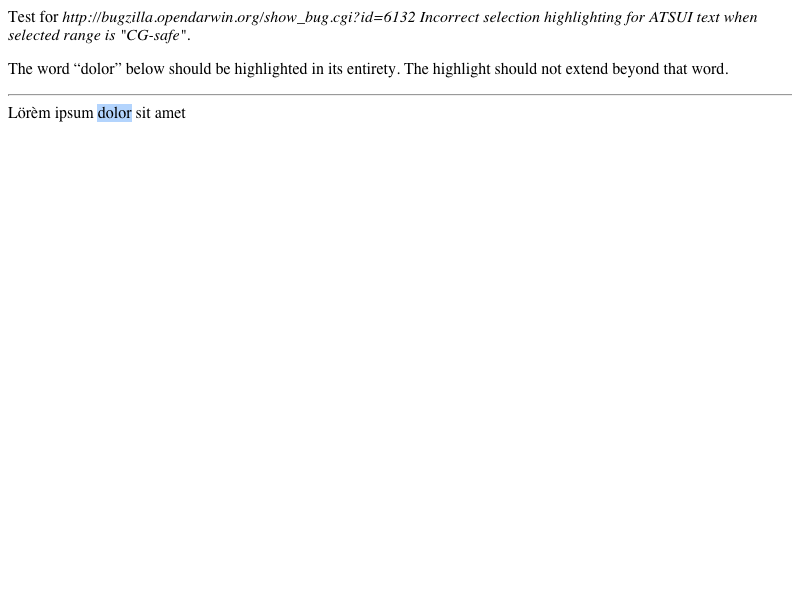 Test for http://bugzilla.opendarwin.org/show_bug.cgi?id=6132 Incorrect selection highlighting for ATSUI text when
selected range is "CG-safe".
The word “dolor” below should be highlighted in its entirety. The highlight should not extend beyond that word.
Lörèm ipsum dolor sit amet